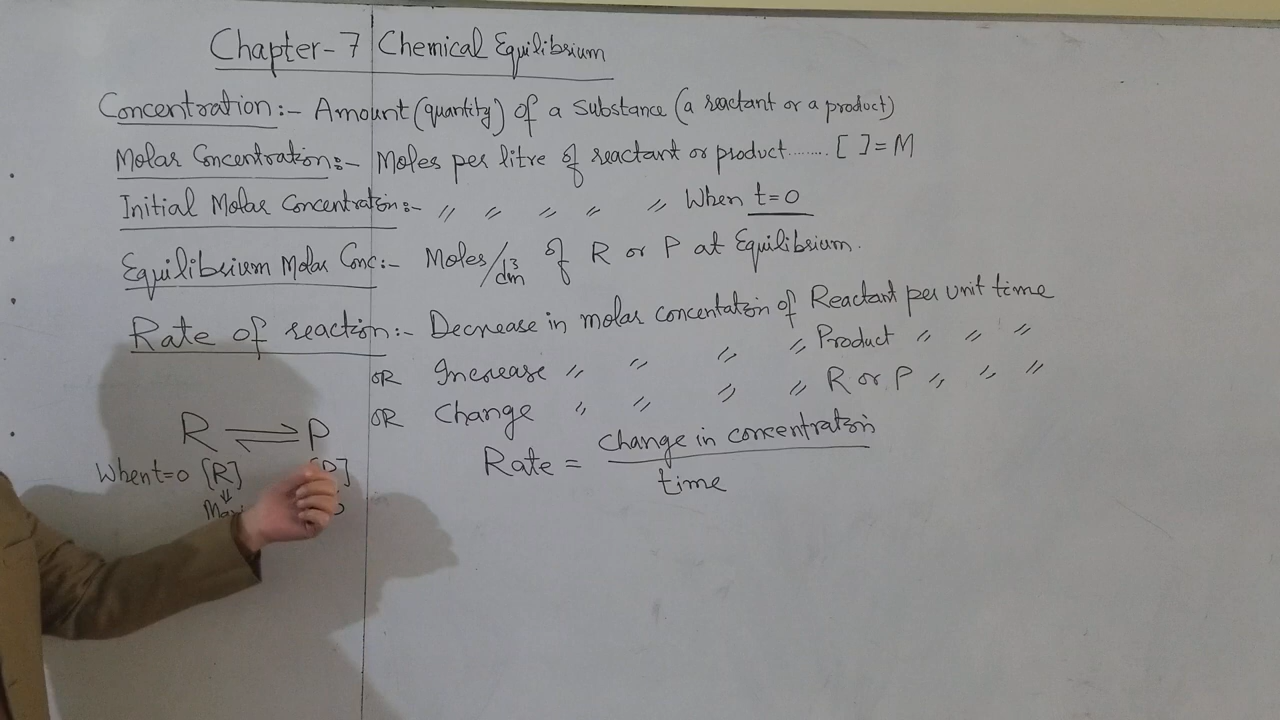 Chapter-7 Chemical Equilibrium
Concentration:- Amount (quantity) of a Substance (a reactant or a product)
Molar Concentration:- Moles per litre of reactant or product........ [ ] = M
Initial Molar Concentration:- " " " " " When t=0
Equilibrium Molar Conc:- Moles/dm³ of R or P at Equilibrium.
Rate of reaction:- Decrease in molar concentation of Reactant per unit time
OR Increase " " " " Product " " "
OR Change " " " " R or P " " "
R ⇌ P
When t=0 [R] [P]
⇓
Rate = Change in concentration / time